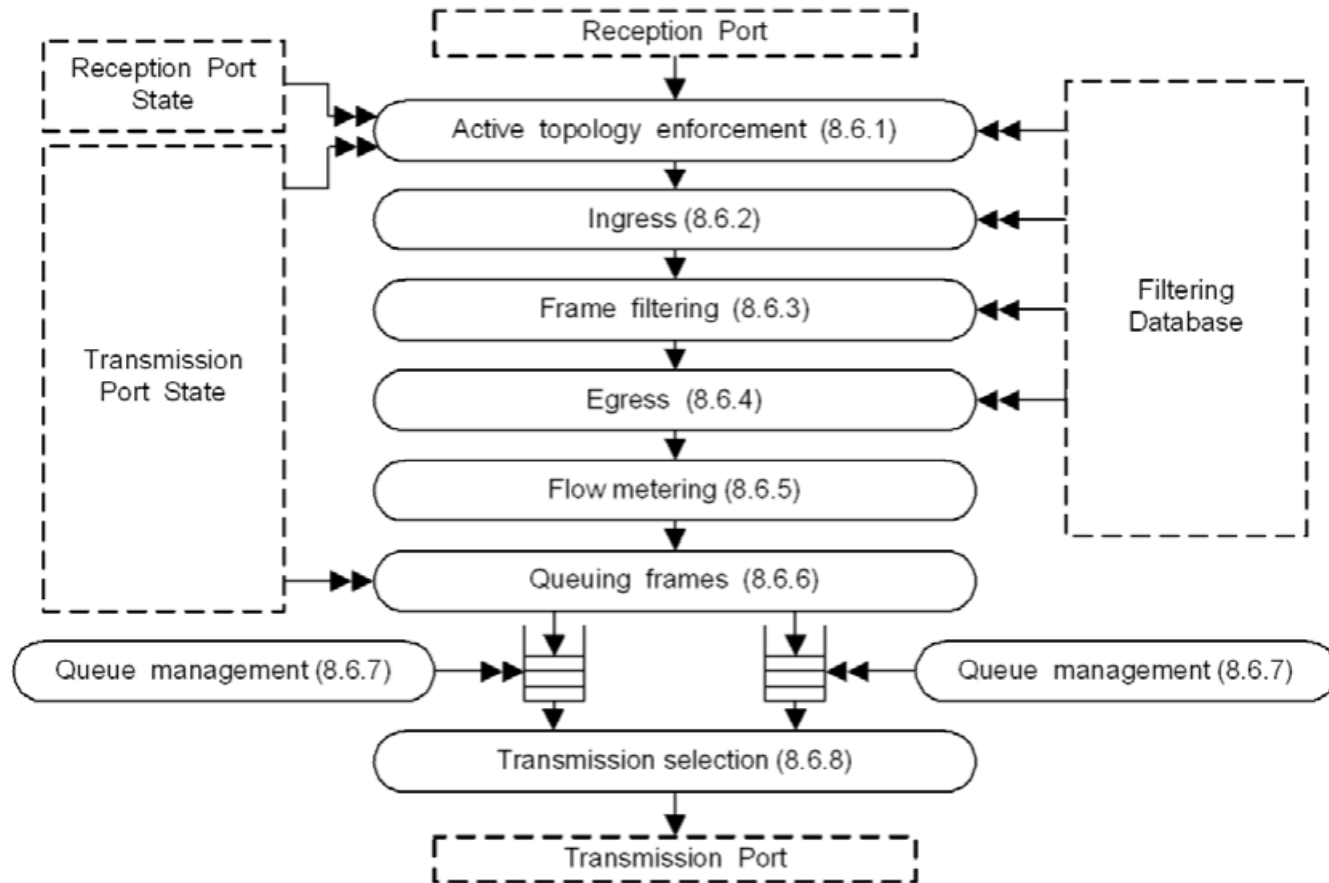 Reception Port
Reception Port
State
Active topology enforcement (8.6.1)
Ingress (8.6.2)
Frame filtering (8.6.3)
Filtering
Database
Transmission
Port State
Egress (8.6.4)
Flow metering (8.6.5)
Queuing frames (8.6.6)
Queue management (8.6.7)
Queue management (8.6.7)
Transmission selection (8.6.8)
Transmission Port